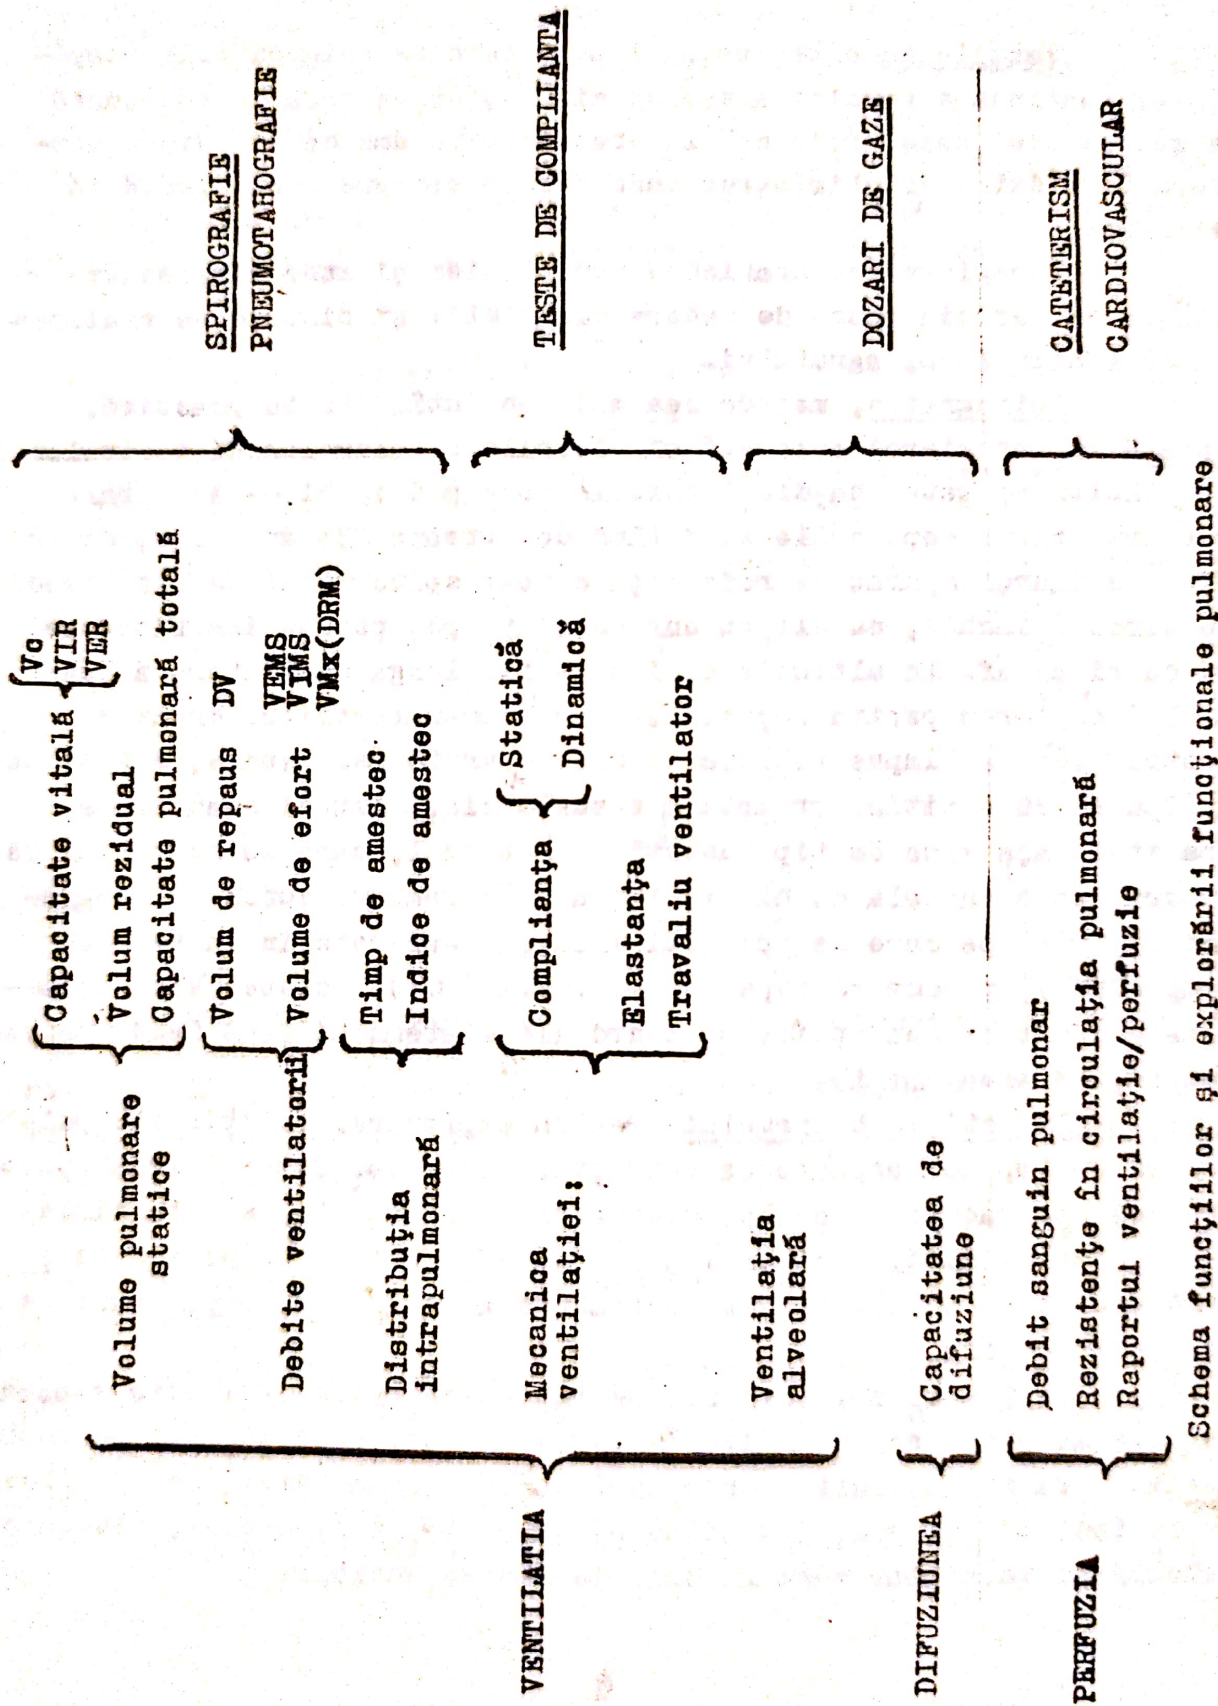 VENTILATIA
Volume pulmonare
statice
Capacitate vitală
Vc
VIR
VER
Volum rezidual
Capacitate pulmonară totală
Debite ventilatorii
Volum de repaus DV
Volume de efort
VEMS
VIMS
VMx(DRM)
Distribuția
intrapulmonară
Timp de amestec
Indice de amestec
SPIROGRAFIE
PNEUMOTAHOGRAFIE
Mecanica
ventilației:
Complianța
Statică
Dinamică
Elastanța
Travaliu ventilator
TESTE DE COMPLIANTA
Ventilația
alveolară
DIFUZIUNEA
Capacitatea de
difuziune
DOZARI DE GAZE
PERFUZIA
Debit sanguin pulmonar
Rezistențe în circulația pulmonară
Raportul ventilație/perfuzie
CATETERISM
CARDIOVASCULAR
Schema funcțiilor și explorării funcționale pulmonare